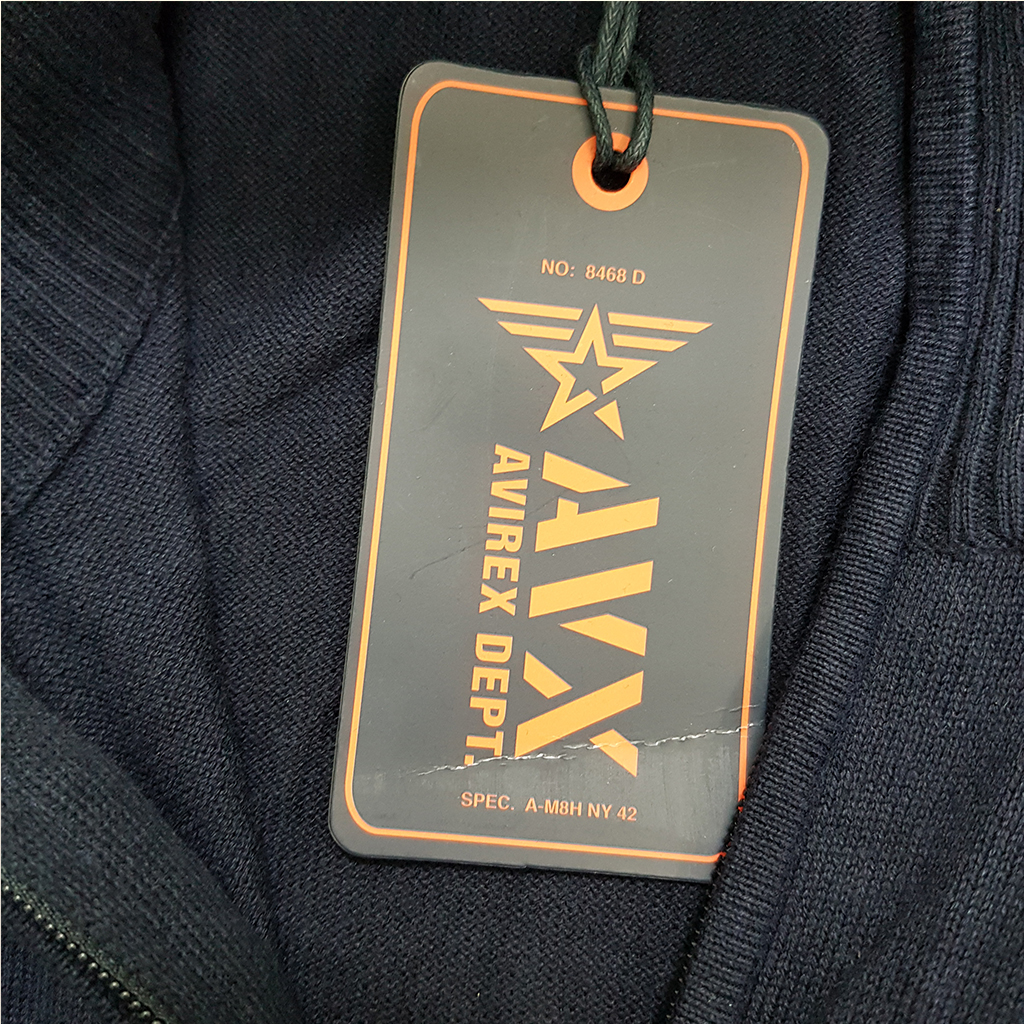 NO: 8468 D
AVX
AVIREX DEPT.
SPEC. A-M8H NY 42